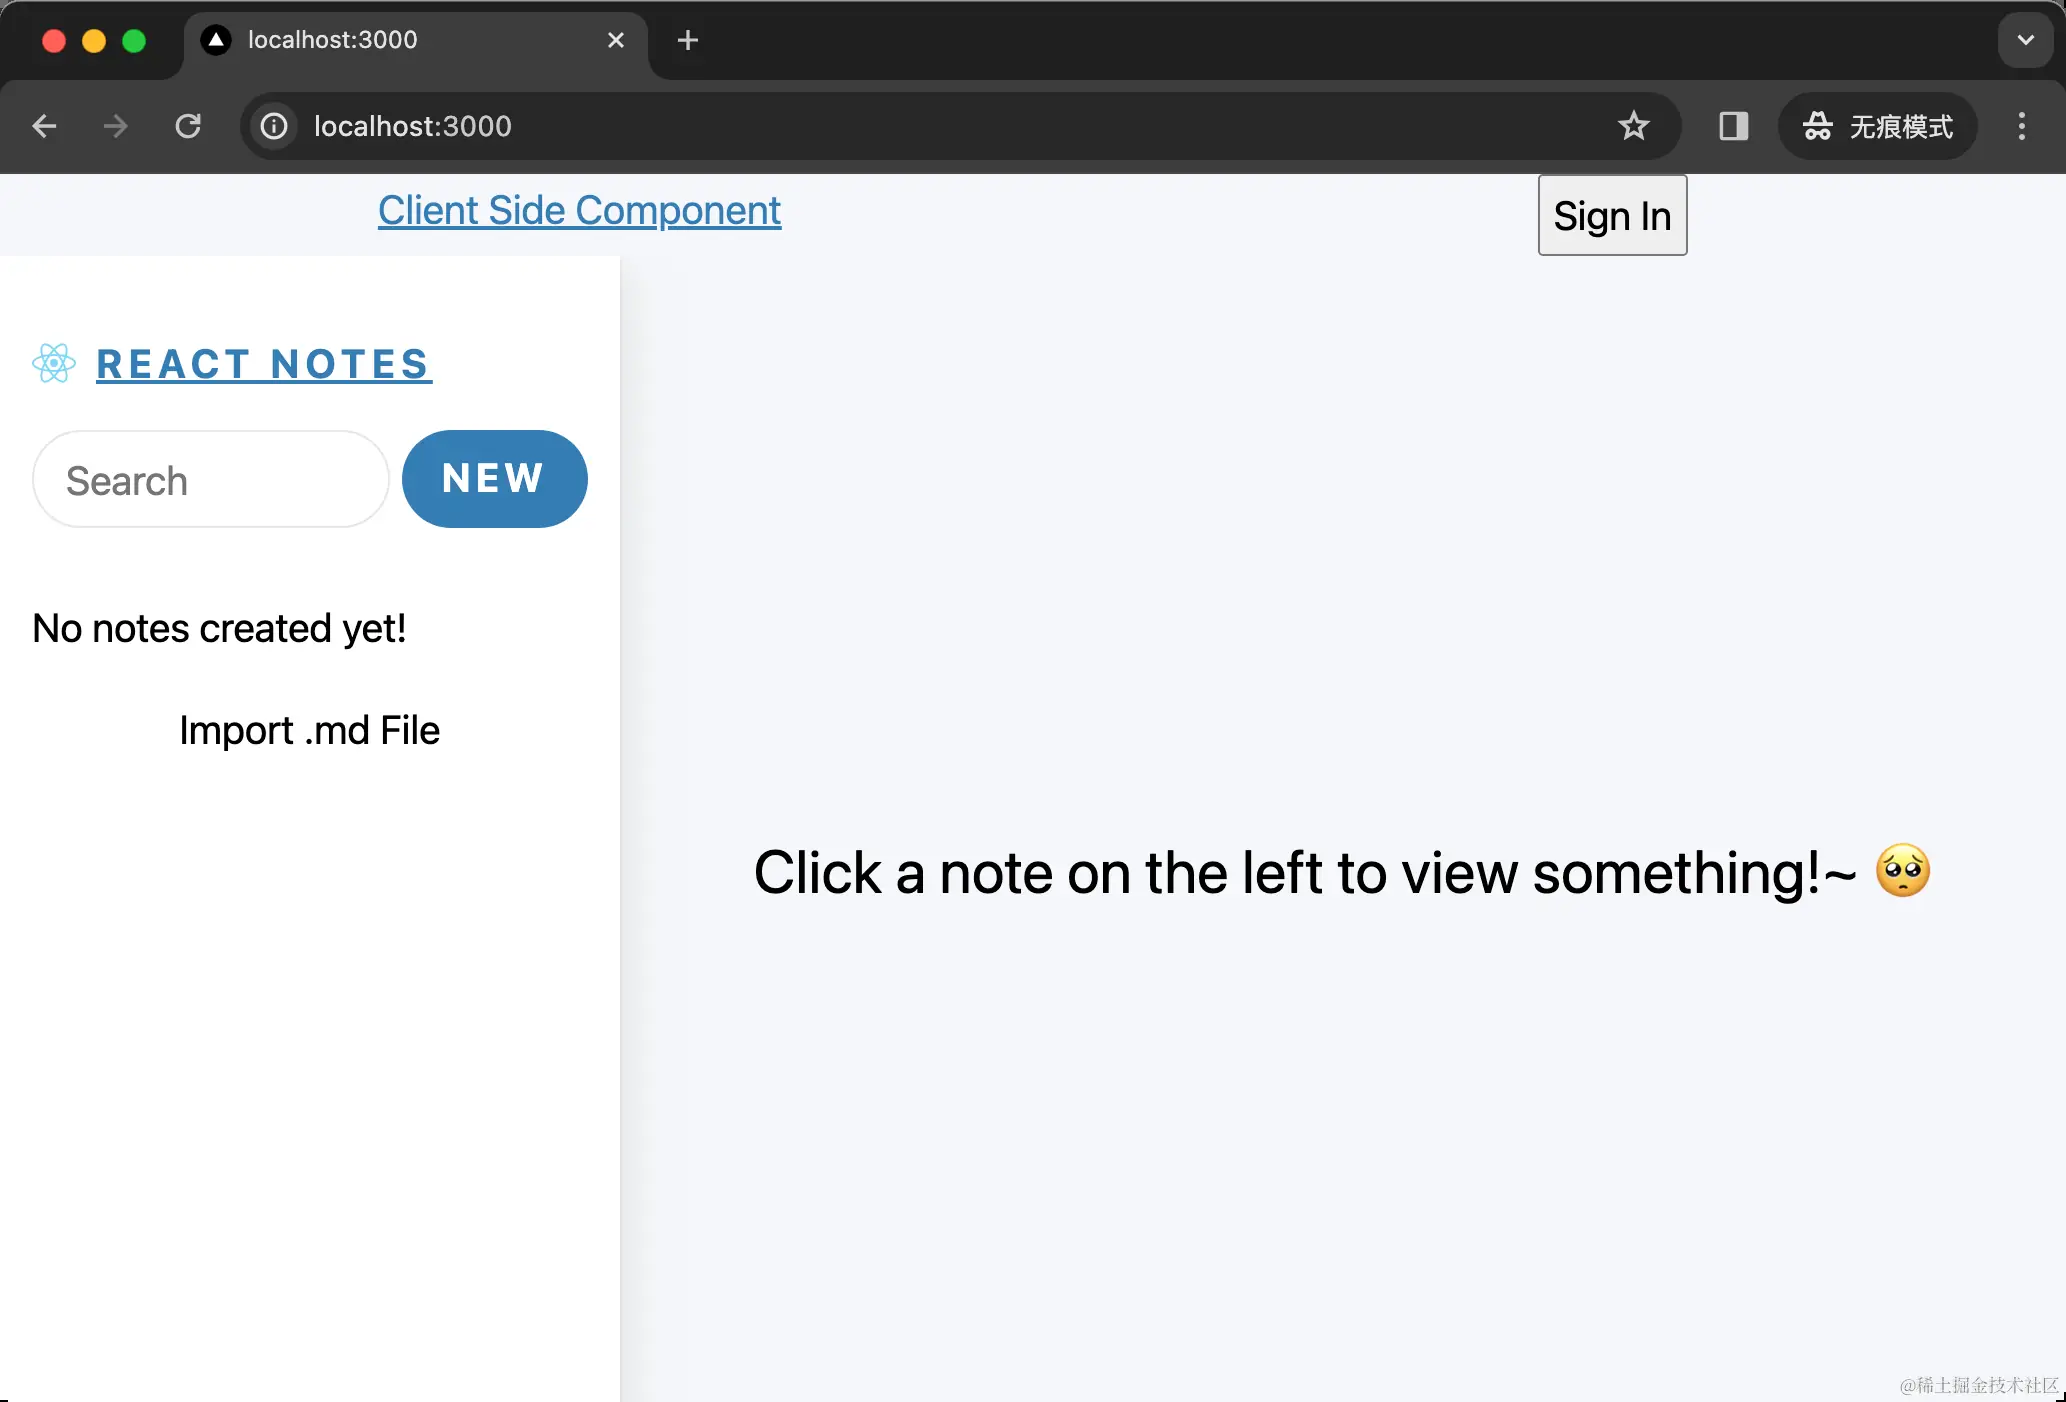 localhost:3000
localhost:3000
无痕模式
Client Side Component
Sign In
REACT NOTES
Search
NEW
No notes created yet!
Import .md File
Click a note on the left to view something!~ 🥺
@稀土掘金技术社区